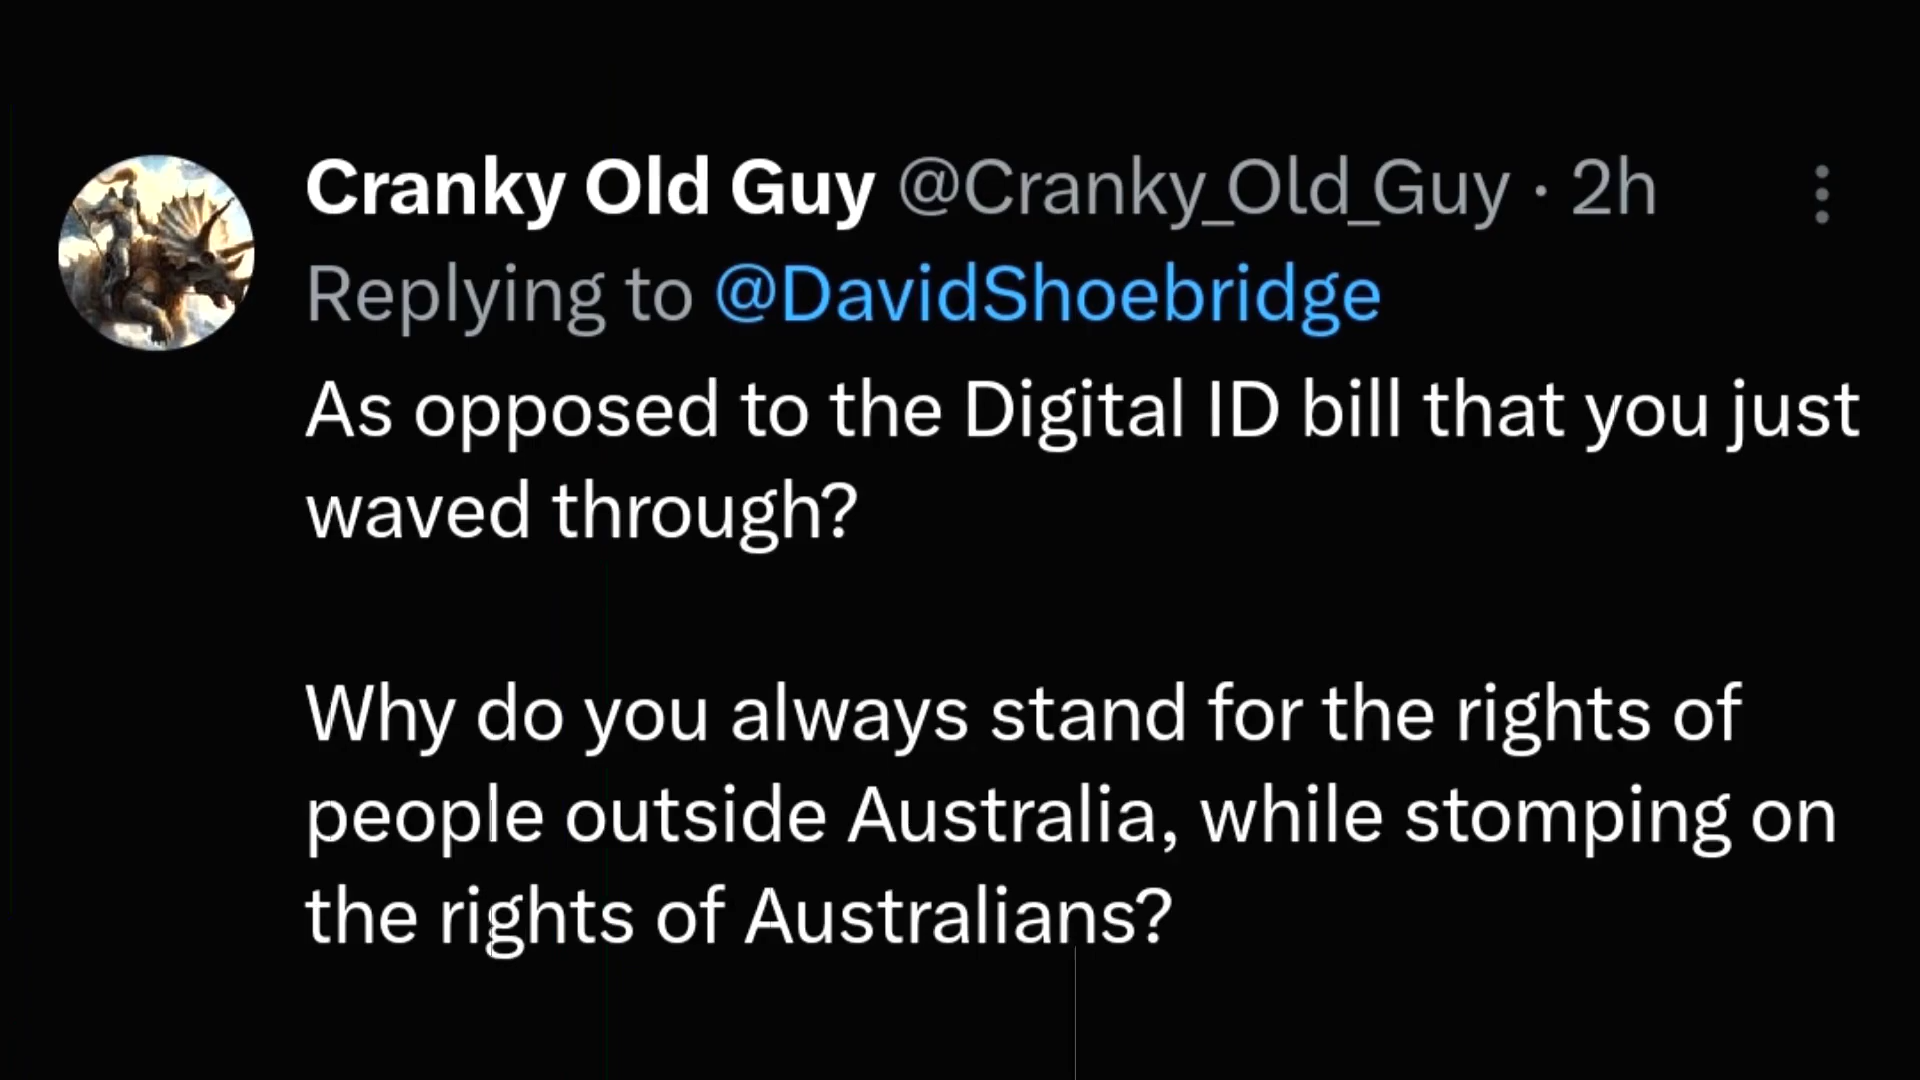 Cranky Old Guy @Cranky_Old_Guy · 2h
Replying to @DavidShoebridge
As opposed to the Digital ID bill that you just
waved through?
Why do you always stand for the rights of
people outside Australia, while stomping on
the rights of Australians?